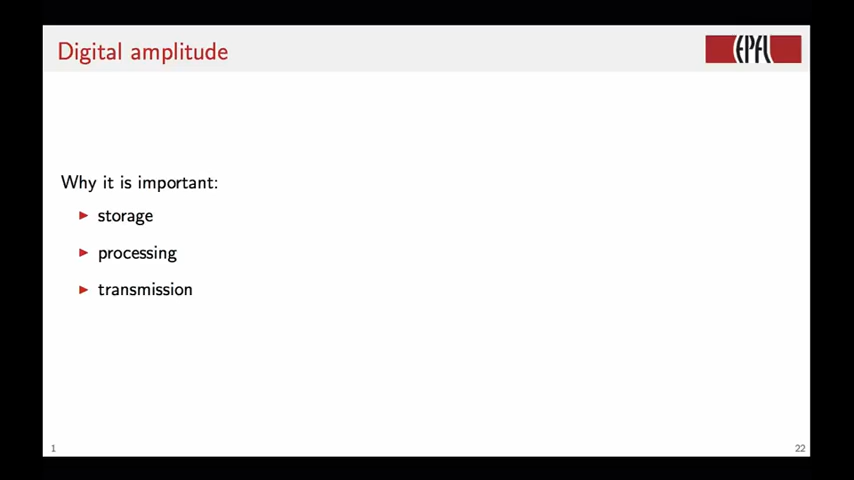 Digital amplitude
EPFL
Why it is important:
storage
processing
transmission
1
22